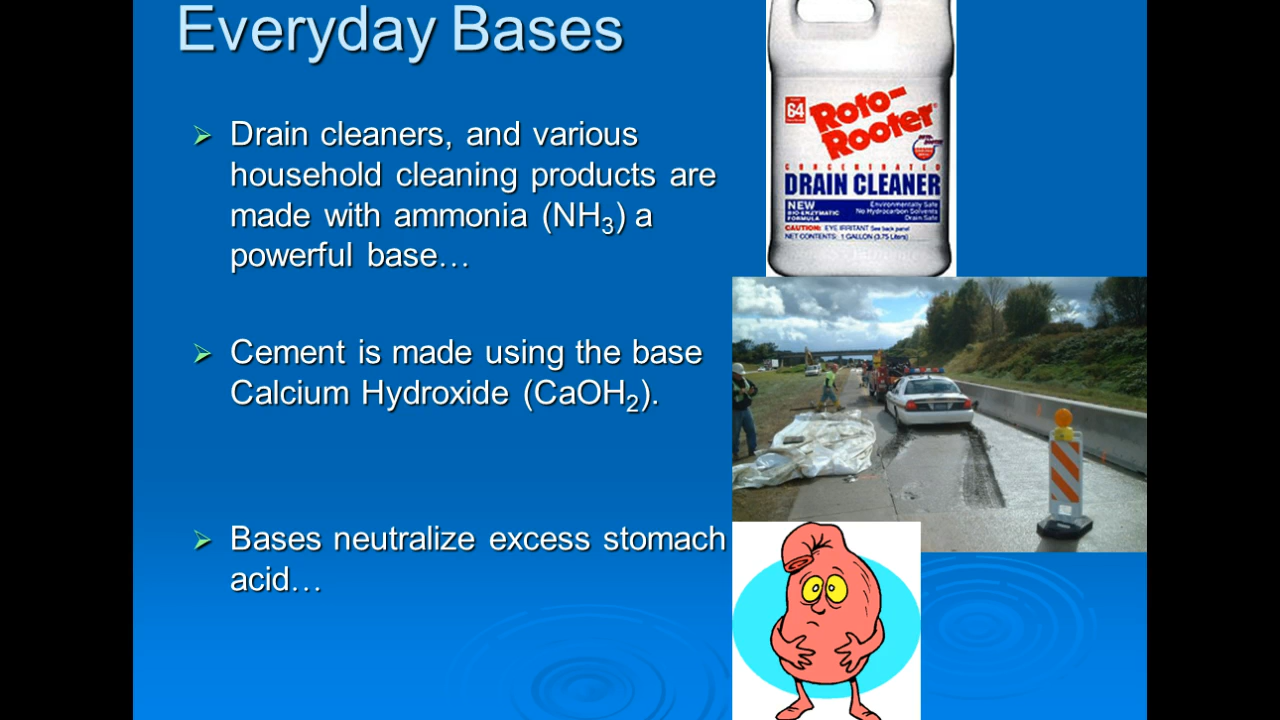 Everyday Bases
Drain cleaners, and various
household cleaning products are
made with ammonia (NH₃) a
powerful base…
Cement is made using the base
Calcium Hydroxide (CaOH₂).
Bases neutralize excess stomach
acid…
64
Roto-
Rooter
CONCENTRATED
DRAIN CLEANER
NEW
BIO-ENZYMATIC
FORMULA
Environmentally Safe
No Hydrocarbon Solvents
Drain Safe
CAUTION: EYE IRRITANT See back panel
NET CONTENTS: 1 GALLON (3.75 Liters)